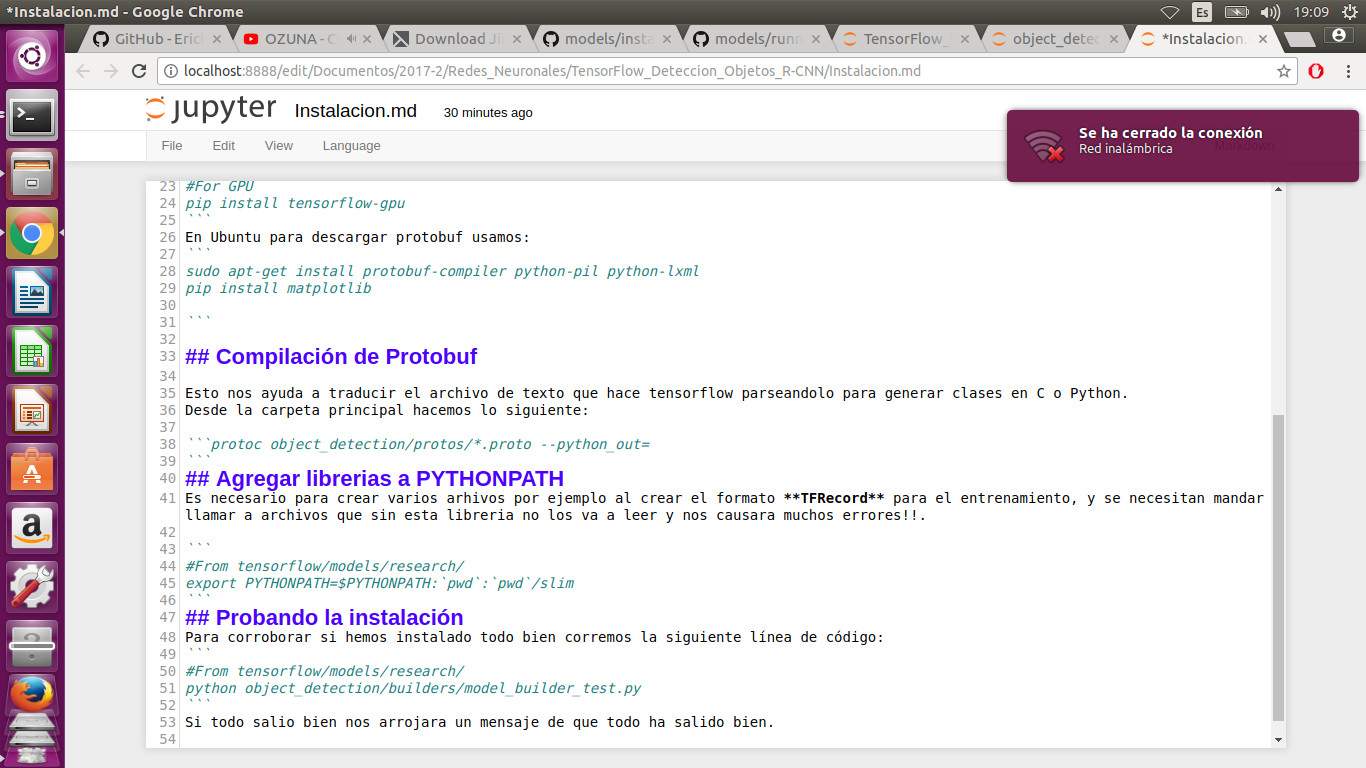 *Instalacion.md - Google Chrome
Es
19:09
GitHub - Erick
OZUNA - C
Download Ji
models/insta
models/runn
TensorFlow_
object_detec
*Instalacion.
localhost:8888/edit/Documentos/2017-2/Redes_Neuronales/TensorFlow_Deteccion_Objetos_R-CNN/Instalacion.md
jupyter Instalacion.md 30 minutes ago
Se ha cerrado la conexión
Red inalámbrica
File Edit View Language Markdown
23 #For GPU
24 pip install tensorflow-gpu
25 ```
26 En Ubuntu para descargar protobuf usamos:
27 ```
28 sudo apt-get install protobuf-compiler python-pil python-lxml
29 pip install matplotlib
30
31 ```
32
33 ## Compilación de Protobuf
34
35 Esto nos ayuda a traducir el archivo de texto que hace tensorflow parseandolo para generar clases en C o Python.
36 Desde la carpeta principal hacemos lo siguiente:
37
38 ```protoc object_detection/protos/*.proto --python_out=
39 ```
40 ## Agregar librerias a PYTHONPATH
41 Es necesario para crear varios arhivos por ejemplo al crear el formato **TFRecord** para el entrenamiento, y se necesitan mandar
llamar a archivos que sin esta libreria no los va a leer y nos causara muchos errores!!.
42
43 ```
44 #From tensorflow/models/research/
45 export PYTHONPATH=$PYTHONPATH:`pwd`:`pwd`/slim
46 ```
47 ## Probando la instalación
48 Para corroborar si hemos instalado todo bien corremos la siguiente línea de código:
49 ```
50 #From tensorflow/models/research/
51 python object_detection/builders/model_builder_test.py
52 ```
53 Si todo salio bien nos arrojara un mensaje de que todo ha salido bien.
54